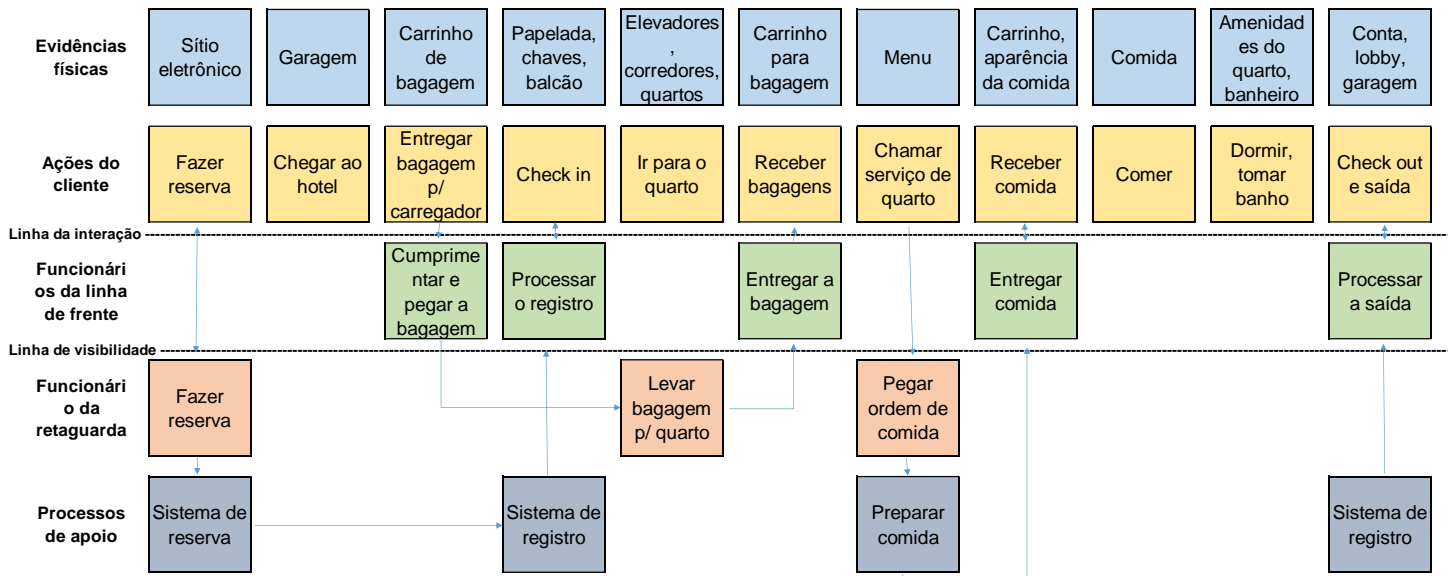 Evidências
físicas
Sítio
eletrônico
Garagem
Carrinho
de
bagagem
Papelada,
chaves,
balcão
Elevadores
,
corredores,
quartos
Carrinho
para
bagagem
Menu
Carrinho,
aparência
da comida
Comida
Amenidad
es do
quarto,
banheiro
Conta,
lobby,
garagem
Ações do
cliente
Fazer
reserva
Chegar ao
hotel
Entregar
bagagem
p/
carregador
Check in
Ir para o
quarto
Receber
bagagens
Chamar
serviço de
quarto
Receber
comida
Comer
Dormir,
tomar
banho
Check out
e saída
Linha da interação
Funcionári
os da linha
de frente
Cumprime
ntar e
pegar a
bagagem
Processar
o registro
Entregar a
bagagem
Entregar
comida
Processar
a saída
Linha de visibilidade
Funcionári
o da
retaguarda
Fazer
reserva
Levar
bagagem
p/ quarto
Pegar
ordem de
comida
Processos
de apoio
Sistema de
reserva
Sistema de
registro
Preparar
comida
Sistema de
registro